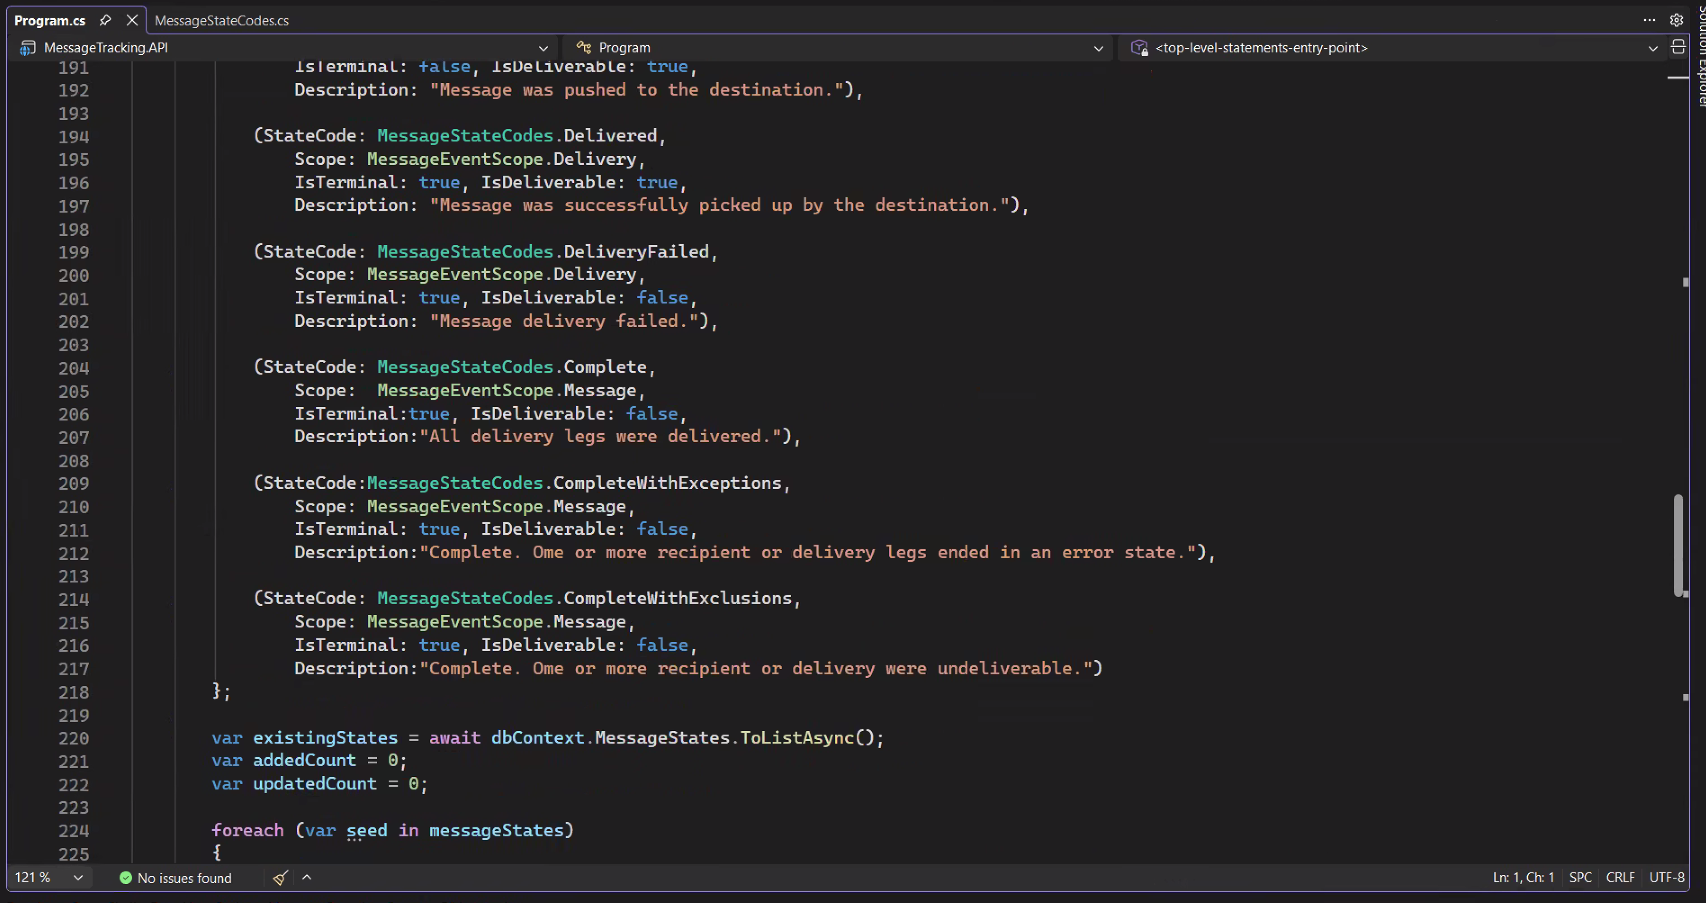 Program.cs
MessageStateCodes.cs
MessageTracking.API
Program
<top-level-statements-entry-point>
Solution Explorer
191 IsTerminal: false, IsDeliverable: true,
192 Description: "Message was pushed to the destination."),
193
194 (StateCode: MessageStateCodes.Delivered,
195 Scope: MessageEventScope.Delivery,
196 IsTerminal: true, IsDeliverable: true,
197 Description: "Message was successfully picked up by the destination."),
198
199 (StateCode: MessageStateCodes.DeliveryFailed,
200 Scope: MessageEventScope.Delivery,
201 IsTerminal: true, IsDeliverable: false,
202 Description: "Message delivery failed."),
203
204 (StateCode: MessageStateCodes.Complete,
205 Scope:  MessageEventScope.Message,
206 IsTerminal:true, IsDeliverable: false,
207 Description:"All delivery legs were delivered."),
208
209 (StateCode:MessageStateCodes.CompleteWithExceptions,
210 Scope: MessageEventScope.Message,
211 IsTerminal: true, IsDeliverable: false,
212 Description:"Complete. Ome or more recipient or delivery legs ended in an error state."),
213
214 (StateCode: MessageStateCodes.CompleteWithExclusions,
215 Scope: MessageEventScope.Message,
216 IsTerminal: true, IsDeliverable: false,
217 Description:"Complete. Ome or more recipient or delivery were undeliverable.")
218 };
219
220 var existingStates = await dbContext.MessageStates.ToListAsync();
221 var addedCount = 0;
222 var updatedCount = 0;
223
224 foreach (var seed in messageStates)
225 {
121 %
No issues found
Ln: 1, Ch: 1 SPC CRLF UTF-8